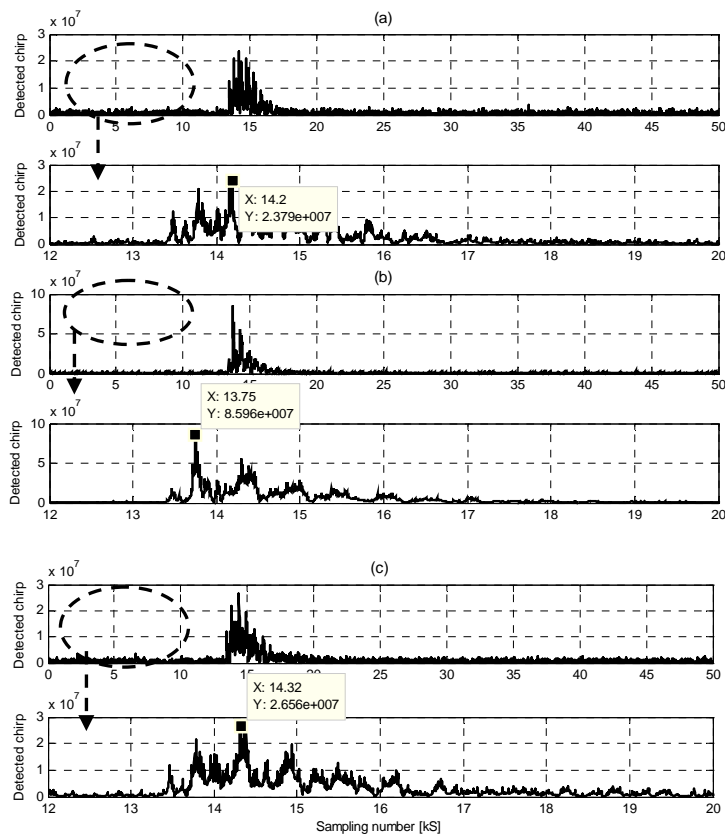 (a)
x 10^7
Detected chirp
3
2
1
0
0 5 10 15 20 25 30 35 40 45 50
Detected chirp
3
2
1
0
x 10^7
X: 14.2
Y: 2.379e+007
12 13 14 15 16 17 18 19 20
(b)
x 10^7
Detected chirp
10
5
0
0 5 10 15 20 25 30 35 40 45 50
x 10^7
Detected chirp
10
5
0
X: 13.75
Y: 8.596e+007
12 13 14 15 16 17 18 19 20
(c)
x 10^7
Detected chirp
3
2
1
0
0 5 10 15 20 25 30 35 40 45 50
x 10^7
Detected chirp
3
2
1
0
X: 14.32
Y: 2.656e+007
12 13 14 15 16 17 18 19 20
Sampling number [kS]